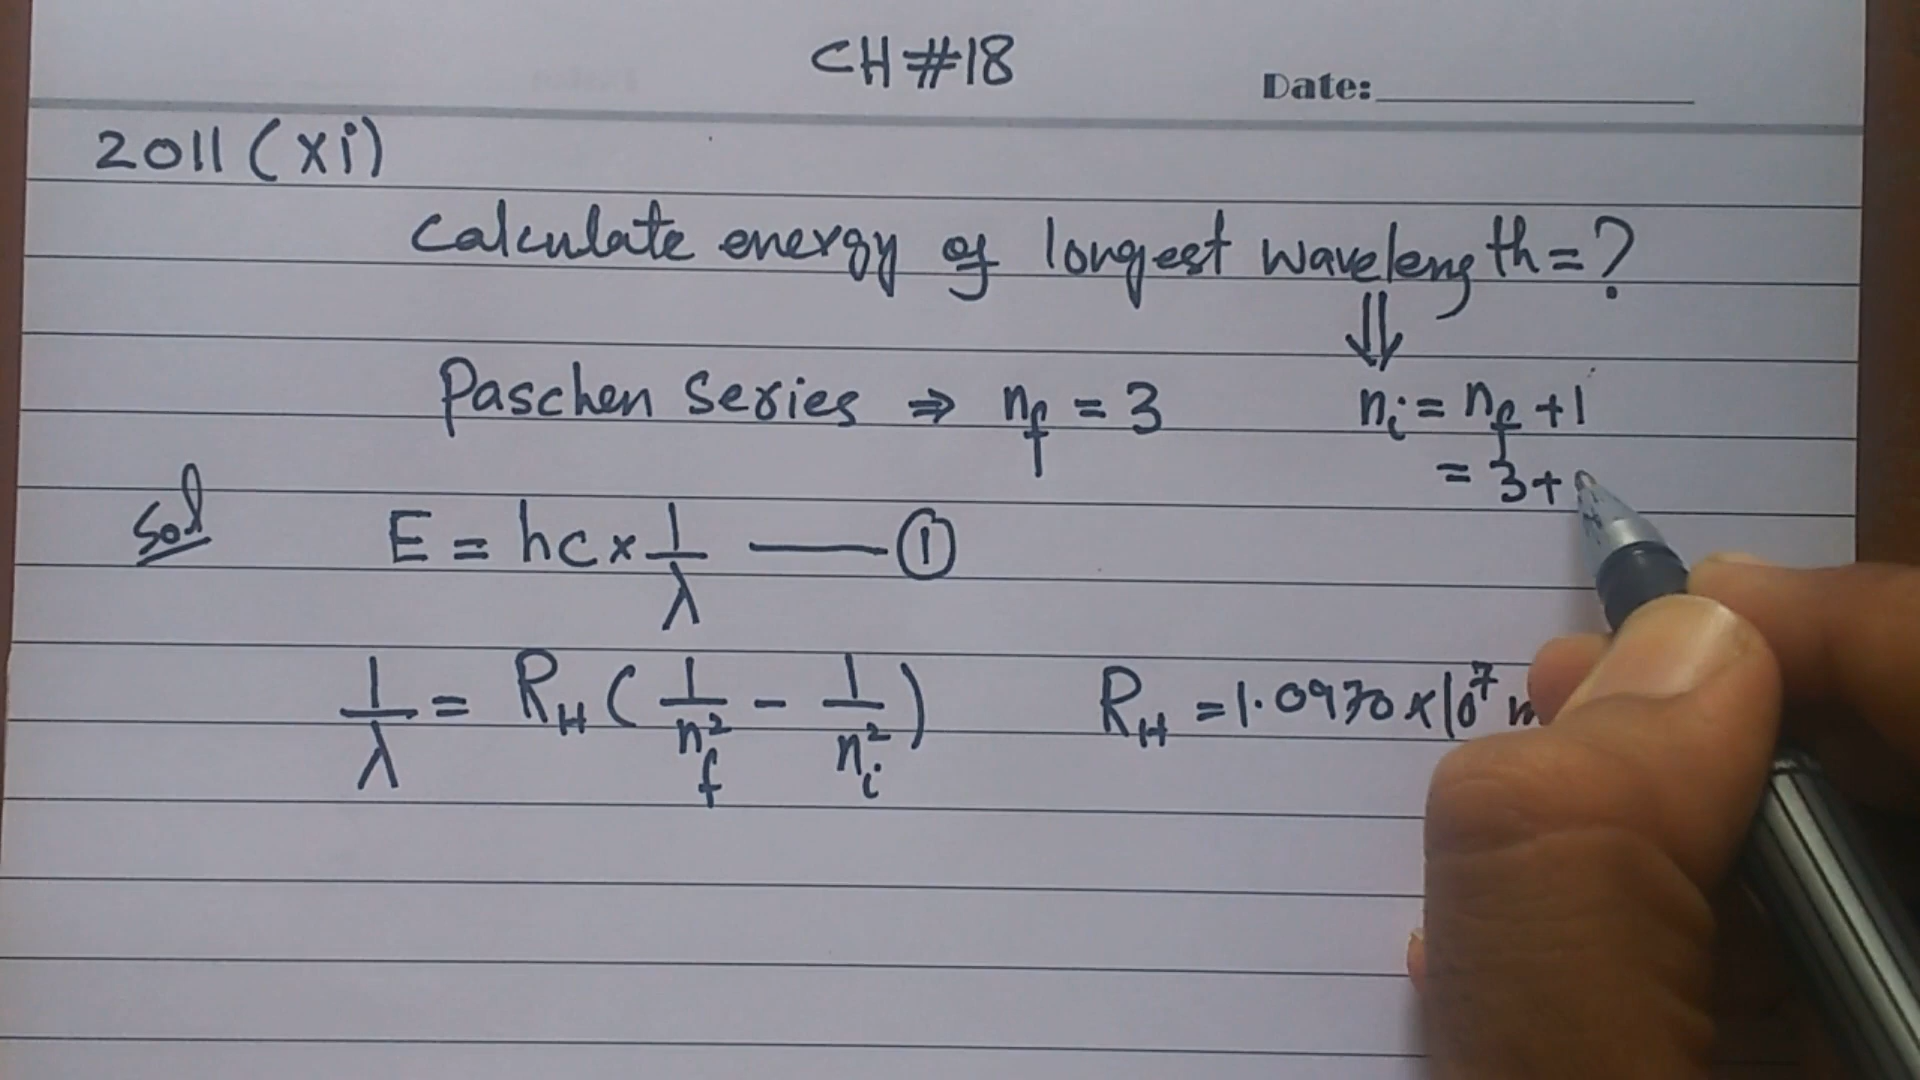 CH#18
Date:
2011 (xi)
Calculate energy of longest wavelength=?
⇓
Paschen Series ⇒ nf = 3 ni = nf + 1
= 3+
Sol E = hc × 1/λ —— ①
1/λ = RH ( 1/nf² - 1/ni² ) RH = 1.0970 × 10⁷ m